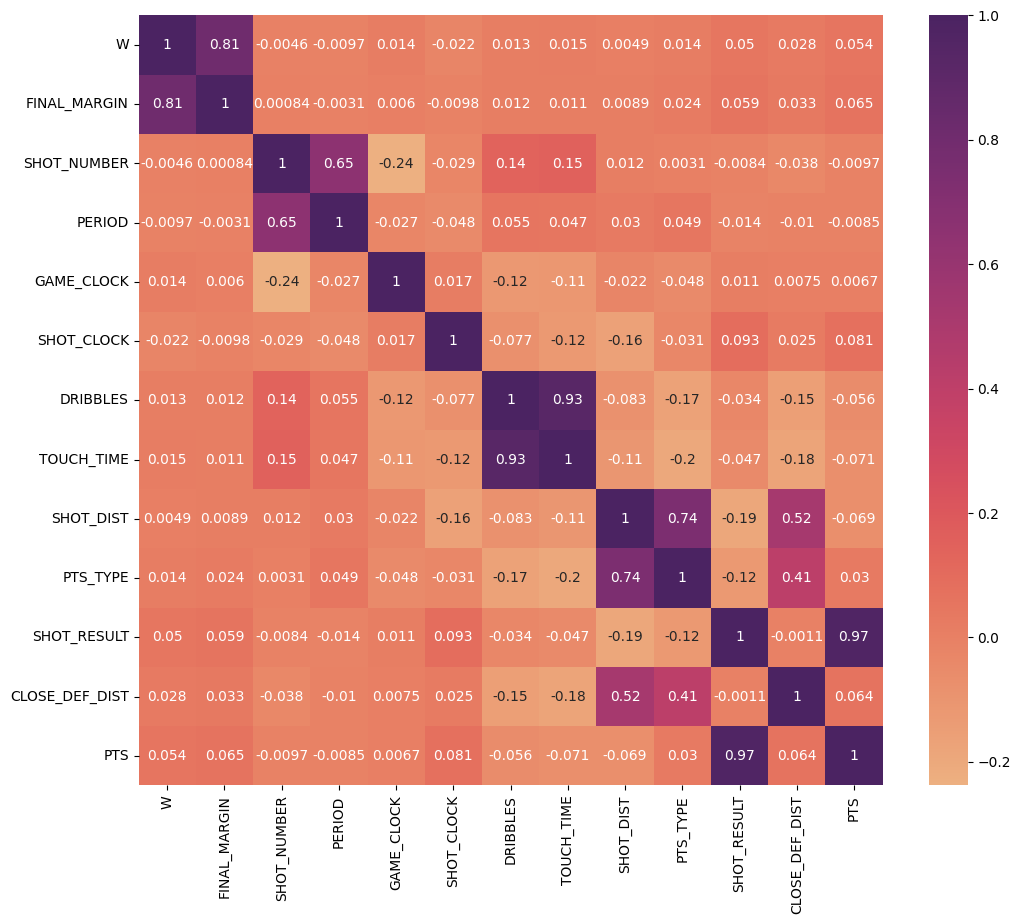 W 1 0.81 -0.0046 -0.0097 0.014 -0.022 0.013 0.015 0.0049 0.014 0.05 0.028 0.054
FINAL_MARGIN 0.81 1 0.00084 -0.0031 0.006 -0.0098 0.012 0.011 0.0089 0.024 0.059 0.033 0.065
SHOT_NUMBER -0.0046 0.00084 1 0.65 -0.24 -0.029 0.14 0.15 0.012 0.0031 -0.0084 -0.038 -0.0097
PERIOD -0.0097 -0.0031 0.65 1 -0.027 -0.048 0.055 0.047 0.03 0.049 -0.014 -0.01 -0.0085
GAME_CLOCK 0.014 0.006 -0.24 -0.027 1 0.017 -0.12 -0.11 -0.022 -0.048 0.011 0.0075 0.0067
SHOT_CLOCK -0.022 -0.0098 -0.029 -0.048 0.017 1 -0.077 -0.12 -0.16 -0.031 0.093 0.025 0.081
DRIBBLES 0.013 0.012 0.14 0.055 -0.12 -0.077 1 0.93 -0.083 -0.17 -0.034 -0.15 -0.056
TOUCH_TIME 0.015 0.011 0.15 0.047 -0.11 -0.12 0.93 1 -0.11 -0.2 -0.047 -0.18 -0.071
SHOT_DIST 0.0049 0.0089 0.012 0.03 -0.022 -0.16 -0.083 -0.11 1 0.74 -0.19 0.52 -0.069
PTS_TYPE 0.014 0.024 0.0031 0.049 -0.048 -0.031 -0.17 -0.2 0.74 1 -0.12 0.41 0.03
SHOT_RESULT 0.05 0.059 -0.0084 -0.014 0.011 0.093 -0.034 -0.047 -0.19 -0.12 1 -0.0011 0.97
CLOSE_DEF_DIST 0.028 0.033 -0.038 -0.01 0.0075 0.025 -0.15 -0.18 0.52 0.41 -0.0011 1 0.064
PTS 0.054 0.065 -0.0097 -0.0085 0.0067 0.081 -0.056 -0.071 -0.069 0.03 0.97 0.064 1
W FINAL_MARGIN SHOT_NUMBER PERIOD GAME_CLOCK SHOT_CLOCK DRIBBLES TOUCH_TIME SHOT_DIST PTS_TYPE SHOT_RESULT CLOSE_DEF_DIST PTS
1.0
0.8
0.6
0.4
0.2
0.0
−0.2